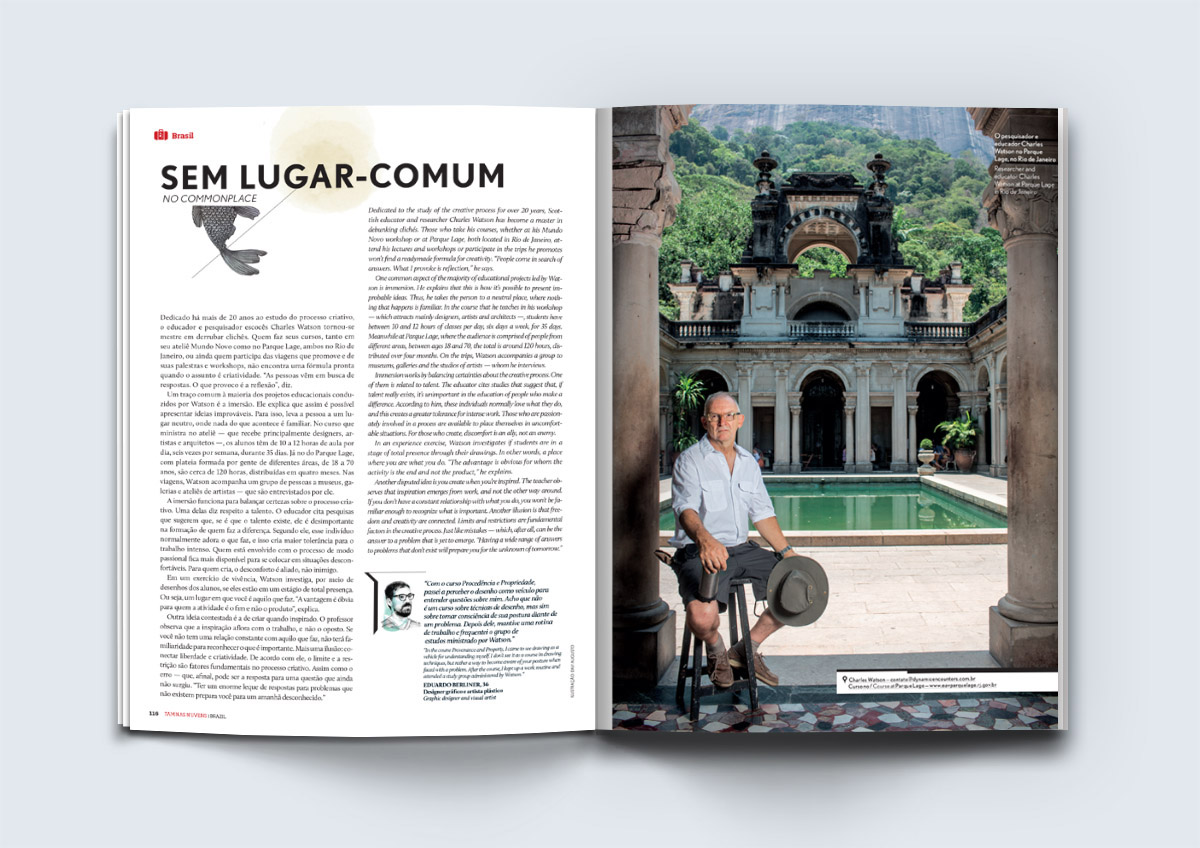 Brasil
SEM LUGAR-COMUM
NO COMMONPLACE
Dedicado há mais de 20 anos ao estudo do processo criativo,
o educador e pesquisador escocês Charles Watson tornou-se
mestre em derrubar clichês. Quem faz seus cursos, tanto em
seu ateliê Mundo Novo como no Parque Lage, ambos no Rio de
Janeiro, ou ainda quem participa das viagens que promove e de
suas palestras e workshops, não encontra uma fórmula pronta
quando o assunto é criatividade. “As pessoas vêm em busca de
respostas. O que provoco é a reflexão”, diz.
Um traço comum à maioria dos projetos educacionais condu-
ridos por Watson é a imersão. Ele explica que assim é possível
apresentar ideias improváveis. Para isso, leva a pessoa a um lu-
gar neutro, onde nada do que acontece é familiar. No curso que
ministra no ateliê — que recebe principalmente designers, ar-
tistas e arquitetos —, os alunos têm de 10 a 12 horas de aula por
dia, seis vezes por semana, durante 35 dias. Já no do Parque Lage,
com plateia formada por gente de diferentes áreas, de 18 a 70
anos, são cerca de 120 horas, distribuídas em quatro meses. Nas
viagens, Watson acompanha um grupo de pessoas a museus, ga-
lerias e ateliês de artistas — que são entrevistados por ele.
A imersão funciona para balançar certezas sobre o processo cria-
tivo. Uma delas diz respeito a talento. O educador cita pesquisas
que sugerem que, se é que o talento existe, ele é desimportante
na formação de quem faz a diferença. Segundo ele, esse indivíduo
normalmente adora o que faz, e isso cria maior tolerância para o
trabalho intenso. Quem está envolvido com o processo de modo
passional fica mais disponível para se colocar em situações descon-
fortáveis. Para quem cria, o desconforto é aliado, não inimigo.
Em um exercício de vivência, Watson investiga, por meio de
desenhos dos alunos, se eles estão em um estágio de total presença.
Ou seja, um lugar em que você é aquilo que faz. “A vantagem é óbvia
para quem a atividade é o fim e não o produto”, explica.
Outra ideia contestada é a de criar quando inspirado. O professor
observa que a inspiração aflora com o trabalho, e não o oposto. Se
você não tem uma relação constante com aquilo que faz, não terá fa-
miliaridade para reconhecer o que é importante. Mais uma ilusão: co-
nectar liberdade e criatividade. De acordo com ele, o limite e a res-
trição são fatores fundamentais no processo criativo. Assim como o
erro — que, afinal, pode ser a resposta para uma questão que ainda
não surgiu. “Ter um enorme leque de respostas para problemas que
não existem prepara você para um amanhã desconhecido.”
Dedicated to the study of the creative process for over 20 years, Scot-
tish educator and researcher Charles Watson has become a master in
debunking clichés. Those who take his courses, whether at his Mundo
Novo workshop or at Parque Lage, both located in Rio de Janeiro, at-
tend his lectures and workshops or participate in the trips he promotes
won’t find a readymade formula for creativity. “People come in search of
answers. What I provoke is reflection,” he says.
One common aspect of the majority of educational projects led by Wat-
son is immersion. He explains that this is how it’s possible to present im-
probable ideas. Thus, he takes the person to a neutral place, where noth-
ing that happens is familiar. In the course that he teaches in his workshop
— which attracts mainly designers, artists and architects —, students have
between 10 and 12 hours of classes per day, six days a week, for 35 days.
Meanwhile at Parque Lage, where the audience is comprised of people from
different areas, between ages 18 and 70, the total is around 120 hours, dis-
tributed over four months. On the trips, Watson accompanies a group to
museums, galleries and the studios of artists — whom he interviews.
Immersion works by balancing certainties about the creative process. One
of them is related to talent. The educator cites studies that suggest that, if
talent really exists, it’s unimportant in the education of people who make a
difference. According to him, these individuals normally love what they do,
and this creates a greater tolerance for intense work. Those who are passion-
ately involved in a process are available to place themselves in uncomfort-
able situations. For those who create, discomfort is an ally, not an enemy.
In an experience exercise, Watson investigates if students are in a
stage of total presence through their drawings. In other words, a place
where you are what you do. “The advantage is obvious for whom the
activity is the end and not the product,” he explains.
Another disputed idea is you create when you’re inspired. The teacher ob-
serves that inspiration emerges from work, and not the other way around.
If you don’t have a constant relationship with what you do, you won’t be fa-
miliar enough to recognize what is important. Another illusion is that free-
dom and creativity are connected. Limits and restrictions are fundamental
factors in the creative process. Just like mistakes — which, after all, can be the
answer to a problem that is yet to emerge. “Having a wide range of answers
to problems that don’t exist will prepare you for the unknown of tomorrow.”
“Com o curso Procedência e Propriedade,
passei a perceber o desenho como veículo para
entender questões sobre mim. Acho que não
é um curso sobre técnicas de desenho, mas sim
sobre tomar consciência de sua postura diante de
um problema. Depois dele, mantive uma rotina
de trabalho e frequentei o grupo de
estudos ministrado por Watson.”
“In the course Provenance and Property, I came to see drawing as a
vehicle for understanding myself. I don’t see it as a course in drawing
techniques, but rather a way to become aware of your posture when
faced with a problem. After the course, I kept up a work routine and
attended a study group administered by Watson.”
EDUARDO BERLINER, 36
Designer gráfico e artista plástico
Graphic designer and visual artist
118 TAM NAS NUVENS | BRASIL
O pesquisador e
educador Charles
Watson no Parque
Lage, no Rio de Janeiro
Researcher and
educator Charles
Watson at Parque Lage
in Rio de Janeiro
Charles Watson – contato@dynamicencounters.com.br
Curso no / Course at Parque Lage – www.eavparquelage.rj.gov.br